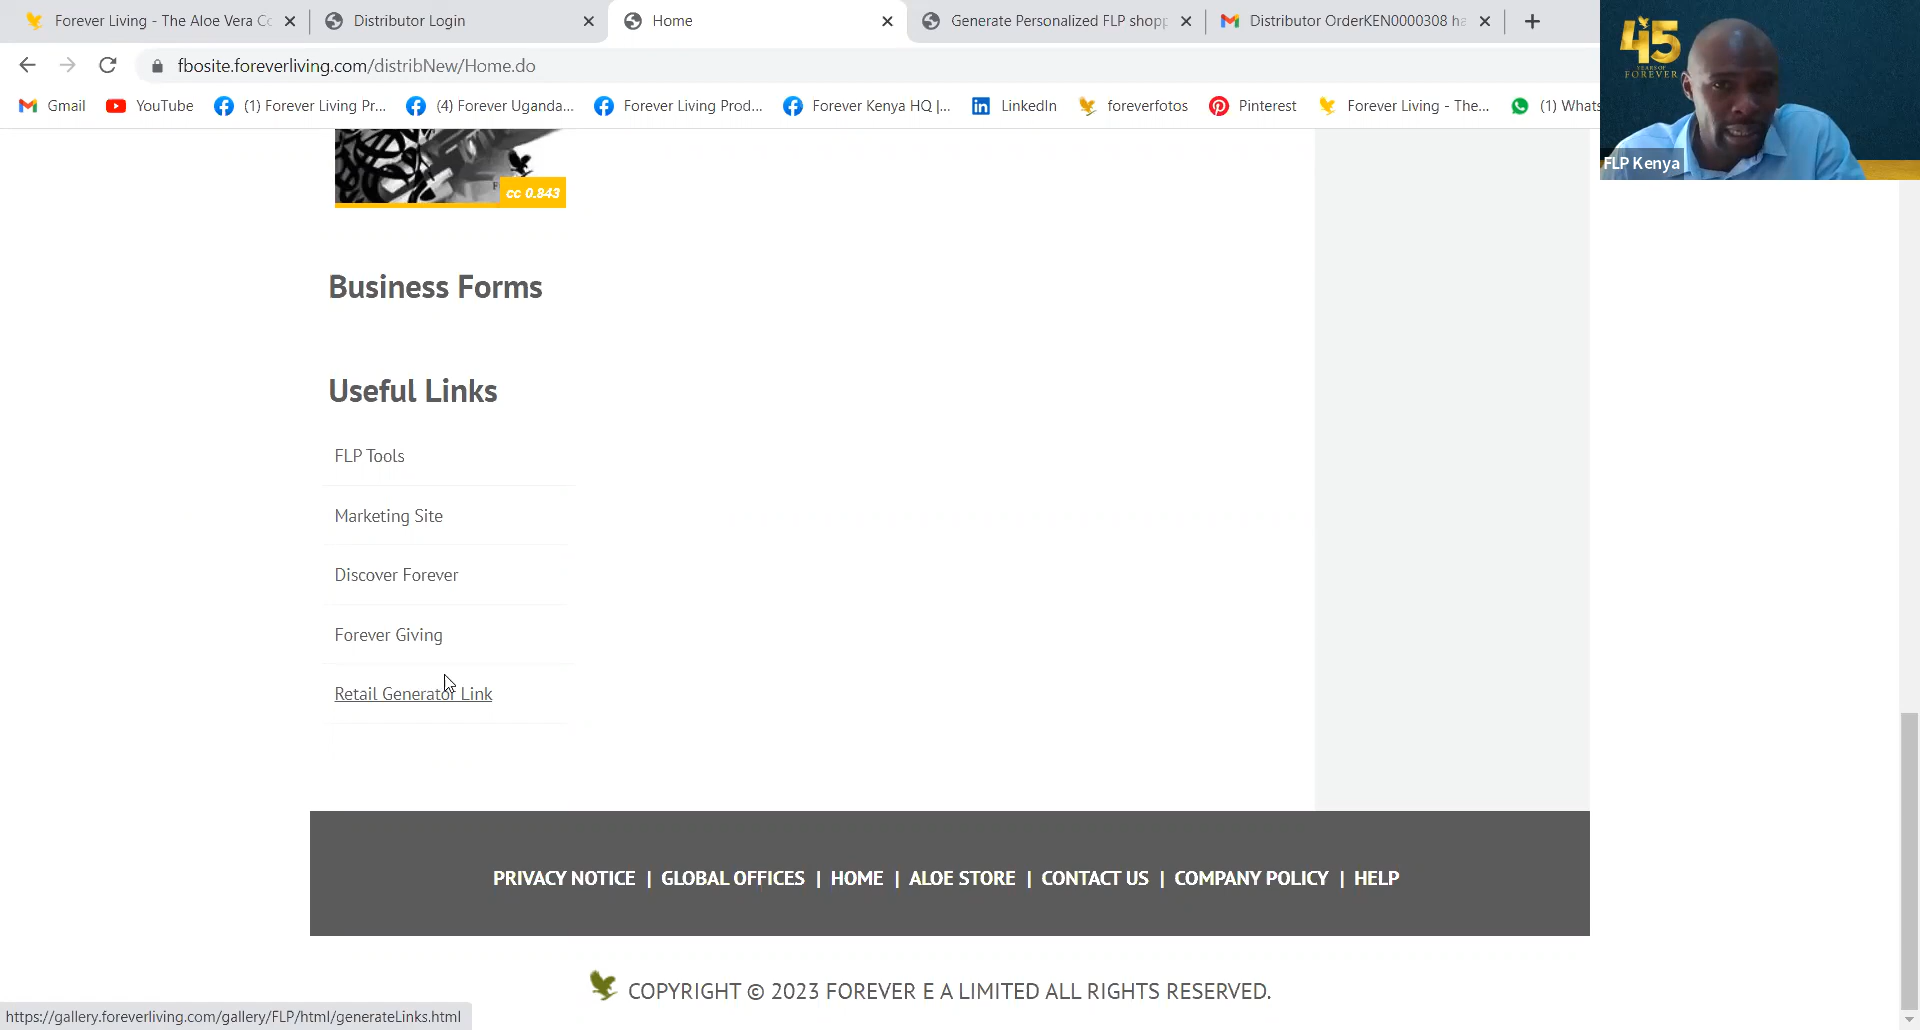 Forever Living - The Aloe Vera Co
Distributor Login
Home
Generate Personalized FLP shopp
Distributor OrderKEN0000308 ha
fbosite.foreverliving.com/distribNew/Home.do
Gmail
YouTube
(1) Forever Living Pr...
(4) Forever Uganda...
Forever Living Prod...
Forever Kenya HQ |...
LinkedIn
foreverfotos
Pinterest
Forever Living - The...
(1) Whats
45
YEARS OF
FOREVER
FLP Kenya
cc 0.843
Business Forms
Useful Links
FLP Tools
Marketing Site
Discover Forever
Forever Giving
Retail Generator Link
PRIVACY NOTICE | GLOBAL OFFICES | HOME | ALOE STORE | CONTACT US | COMPANY POLICY | HELP
COPYRIGHT © 2023 FOREVER E A LIMITED ALL RIGHTS RESERVED.
https://gallery.foreverliving.com/gallery/FLP/html/generateLinks.html